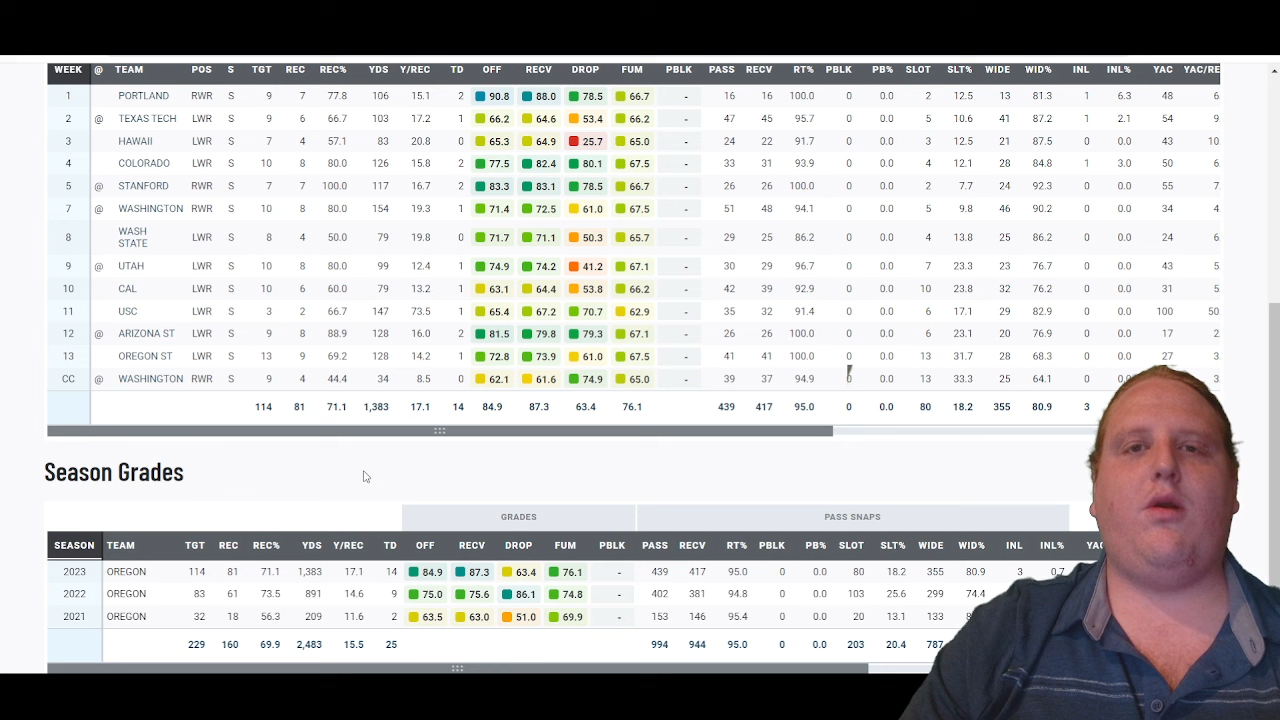 WEEK @ TEAM POS S TGT REC REC% YDS Y/REC TD OFF RECV DROP FUM PBLK PASS RECV RT% PBLK PB% SLOT SLT% WIDE WID% INL INL% YAC YAC/RE
1 PORTLAND RWR S 9 7 77.8 106 15.1 2 90.8 88.0 78.5 66.7 - 16 16 100.0 0 0.0 2 12.5 13 81.3 1 6.3 48 6.
2 @ TEXAS TECH LWR S 9 6 66.7 103 17.2 1 66.2 64.6 53.4 66.2 - 47 45 95.7 0 0.0 5 10.6 41 87.2 1 2.1 54 9.
3 HAWAII LWR S 7 4 57.1 83 20.8 0 65.3 64.9 25.7 65.0 - 24 22 91.7 0 0.0 3 12.5 21 87.5 0 0.0 43 10.
4 COLORADO LWR S 10 8 80.0 126 15.8 2 77.5 82.4 80.1 67.5 - 33 31 93.9 0 0.0 4 2.1 28 84.8 1 3.0 50 6.
5 @ STANFORD RWR S 7 7 100.0 117 16.7 2 83.3 83.1 78.5 66.7 - 26 26 100.0 0 0.0 2 7.7 24 92.3 0 0.0 55 7.
7 @ WASHINGTON RWR S 10 8 80.0 154 19.3 1 71.4 72.5 61.0 67.5 - 51 48 94.1 0 0.0 5 9.8 46 90.2 0 0.0 34 4.
8 WASH
STATE LWR S 8 4 50.0 79 19.8 0 71.7 71.1 50.3 65.7 - 29 25 86.2 0 0.0 4 13.8 25 86.2 0 0.0 24 6.
9 @ UTAH LWR S 10 8 80.0 99 12.4 1 74.9 74.2 41.2 67.1 - 30 29 96.7 0 0.0 7 23.3 23 76.7 0 0.0 43 5.
10 CAL LWR S 10 6 60.0 79 13.2 1 63.1 64.4 53.8 66.2 - 42 39 92.9 0 0.0 10 23.8 32 76.2 0 0.0 31 5.
11 USC LWR S 3 2 66.7 147 73.5 1 65.4 67.2 70.7 62.9 - 35 32 91.4 0 0.0 6 17.1 29 82.9 0 0.0 100 50.
12 @ ARIZONA ST LWR S 9 8 88.9 128 16.0 2 81.5 79.8 79.3 67.1 - 26 26 100.0 0 0.0 6 23.1 20 76.9 0 0.0 17 2.
13 OREGON ST LWR S 13 9 69.2 128 14.2 1 72.8 73.9 61.0 67.5 - 41 41 100.0 0 0.0 13 31.7 28 68.3 0 0.0 27 3.
CC @ WASHINGTON RWR S 9 4 44.4 34 8.5 0 62.1 61.6 74.9 65.0 - 39 37 94.9 0 0.0 13 33.3 25 64.1 0 3.
114 81 71.1 1,383 17.1 14 84.9 87.3 63.4 76.1 439 417 95.0 0 0.0 80 18.2 355 80.9 3
Season Grades
GRADES PASS SNAPS
SEASON TEAM TGT REC REC% YDS Y/REC TD OFF RECV DROP FUM PBLK PASS RECV RT% PBLK PB% SLOT SLT% WIDE WID% INL INL% YA
2023 OREGON 114 81 71.1 1,383 17.1 14 84.9 87.3 63.4 76.1 - 439 417 95.0 0 0.0 80 18.2 355 80.9 3 0.7
2022 OREGON 83 61 73.5 891 14.6 9 75.0 75.6 86.1 74.8 - 402 381 94.8 0 0.0 103 25.6 299 74.4
2021 OREGON 32 18 56.3 209 11.6 2 63.5 63.0 51.0 69.9 - 153 146 95.4 0 0.0 20 13.1 133
229 160 69.9 2,483 15.5 25 994 944 95.0 0 0.0 203 20.4 787